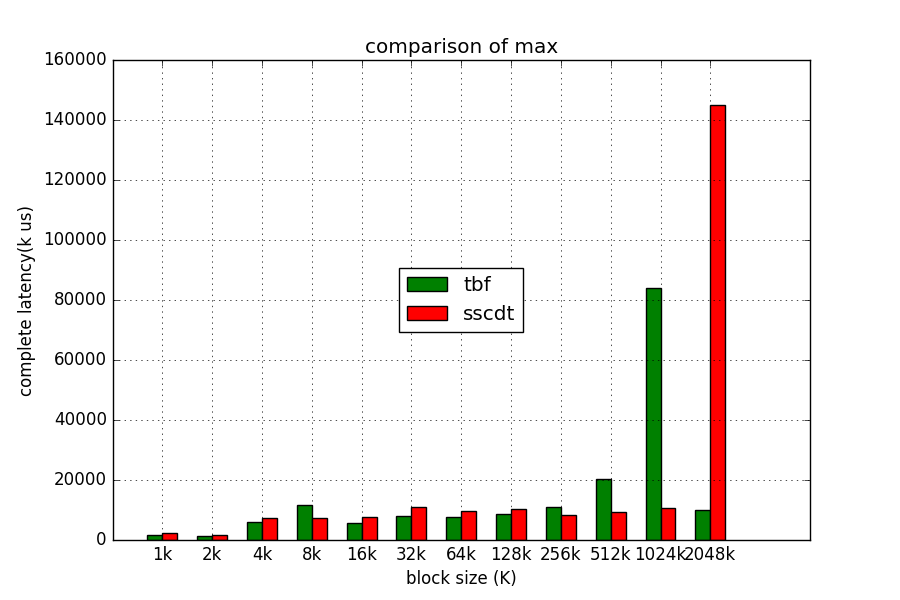 comparison of max
160000
140000
120000
100000
80000
60000
40000
20000
0
complete latency(k us)
tbf
sscdt
1k 2k 4k 8k 16k 32k 64k 128k 256k 512k 1024k 2048k
block size (K)